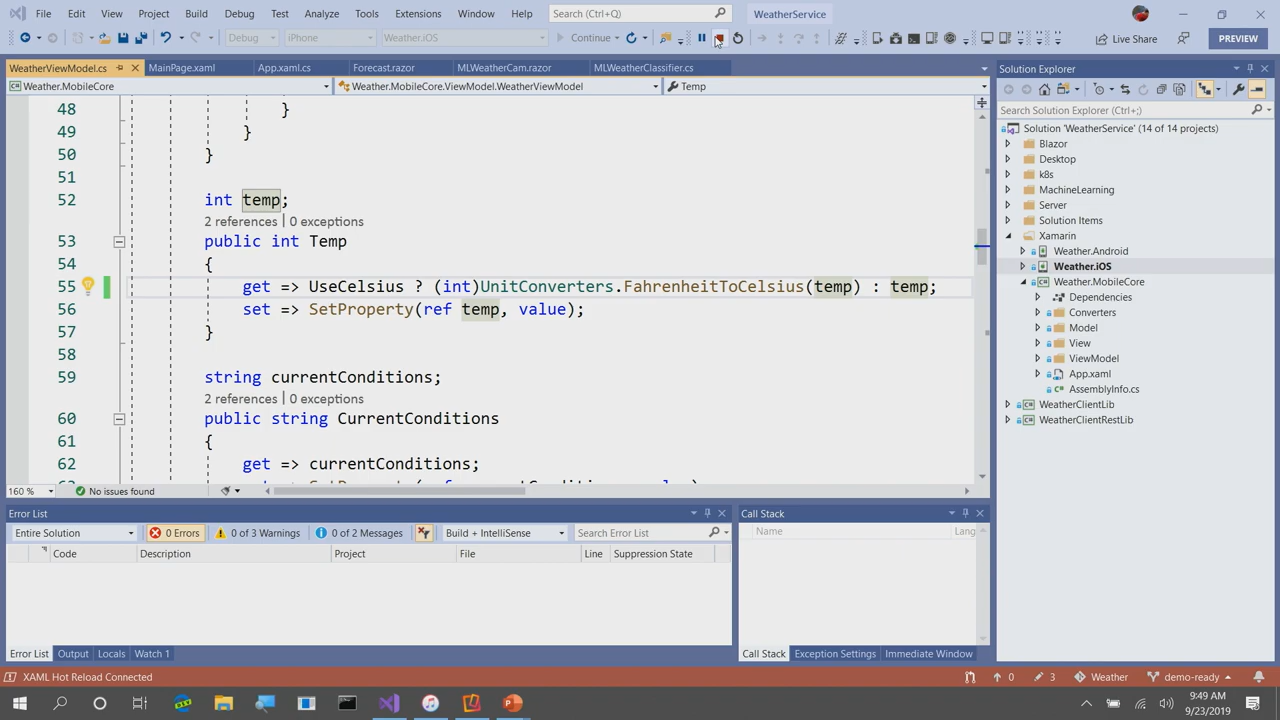 File Edit View Project Build Debug Test Analyze Tools Extensions Window Help Search (Ctrl+Q) WeatherService
Debug iPhone Weather.iOS Continue Live Share PREVIEW
WeatherViewModel.cs MainPage.xaml App.xaml.cs Forecast.razor MLWeatherCam.razor MLWeatherClassifier.cs
Weather.MobileCore Weather.MobileCore.ViewModel.WeatherViewModel Temp
48 }
49 }
50 }
51
52 int temp;
2 references | 0 exceptions
53 public int Temp
54 {
55 get => UseCelsius ? (int)UnitConverters.FahrenheitToCelsius(temp) : temp;
56 set => SetProperty(ref temp, value);
57 }
58
59 string currentConditions;
2 references | 0 exceptions
60 public string CurrentConditions
61 {
62 get => currentConditions;
160 % No issues found
Solution Explorer
Search Solution Explorer (Ctrl+;)
Solution 'WeatherService' (14 of 14 projects)
Blazor
Desktop
k8s
MachineLearning
Server
Solution Items
Xamarin
Weather.Android
Weather.iOS
Weather.MobileCore
Dependencies
Converters
Model
View
ViewModel
App.xaml
AssemblyInfo.cs
WeatherClientLib
WeatherClientRestLib
Error List
Entire Solution 0 Errors 0 of 3 Warnings 0 of 2 Messages Build + IntelliSense Search Error List
Code Description Project File Line Suppression State
Error List Output Locals Watch 1
Call Stack
Name Lang
Call Stack Exception Settings Immediate Window
XAML Hot Reload Connected 0 3 Weather demo-ready
9:49 AM
9/23/2019